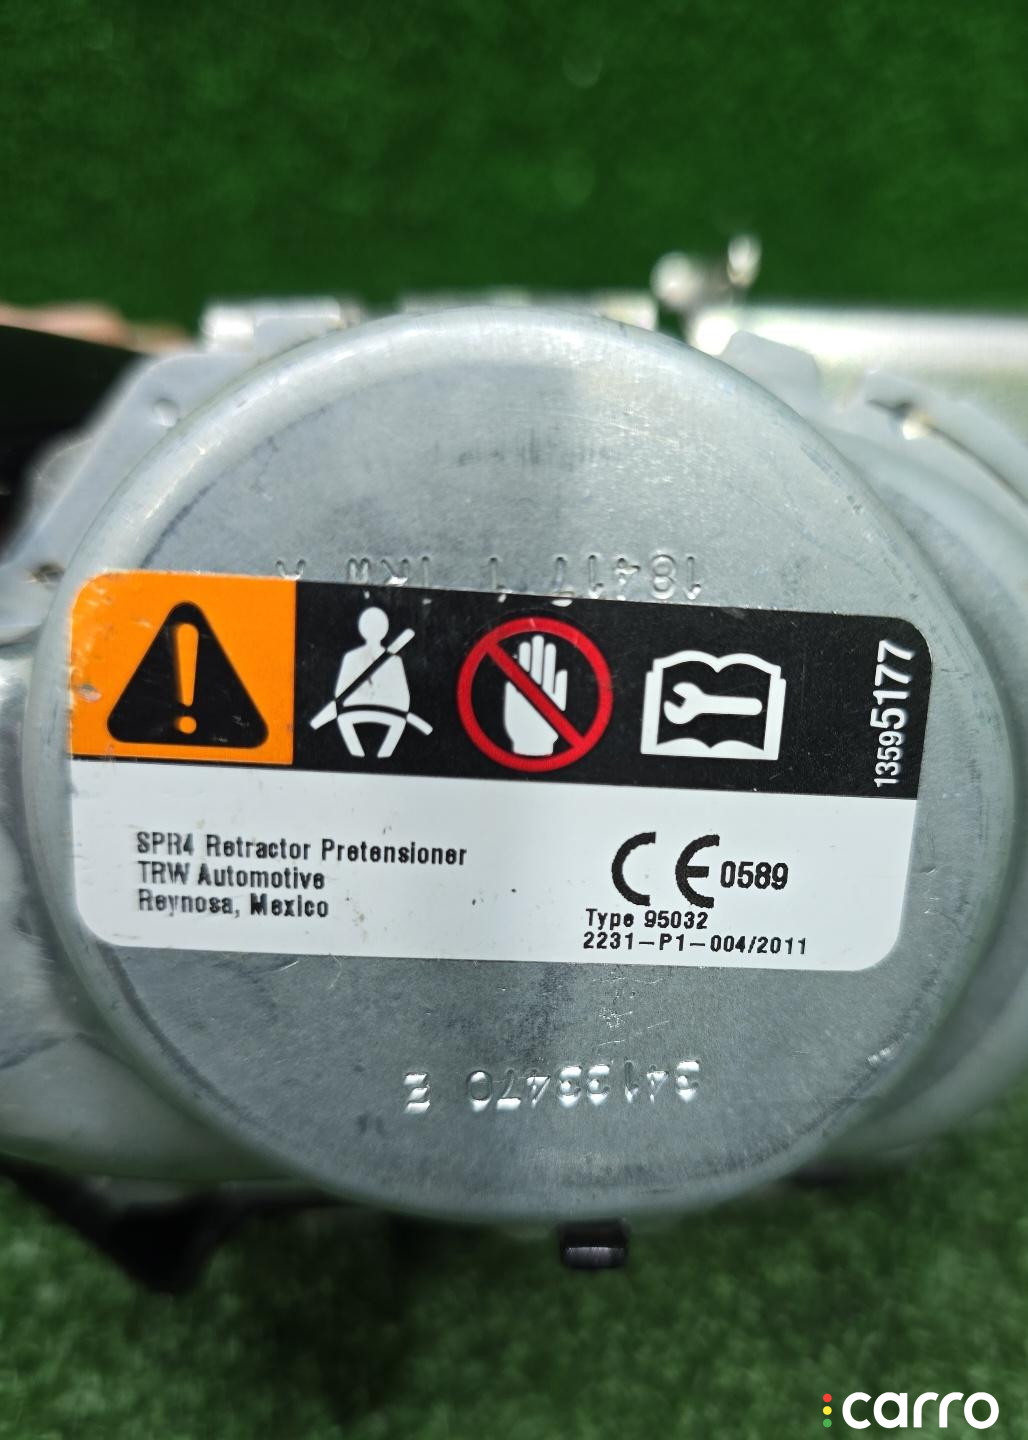 13595177
SPR4 Retractor Pretensioner
TRW Automotive
Reynosa, Mexico
CE 0589
Type 95032
2231-P1-004/2011
34133470 E
carro